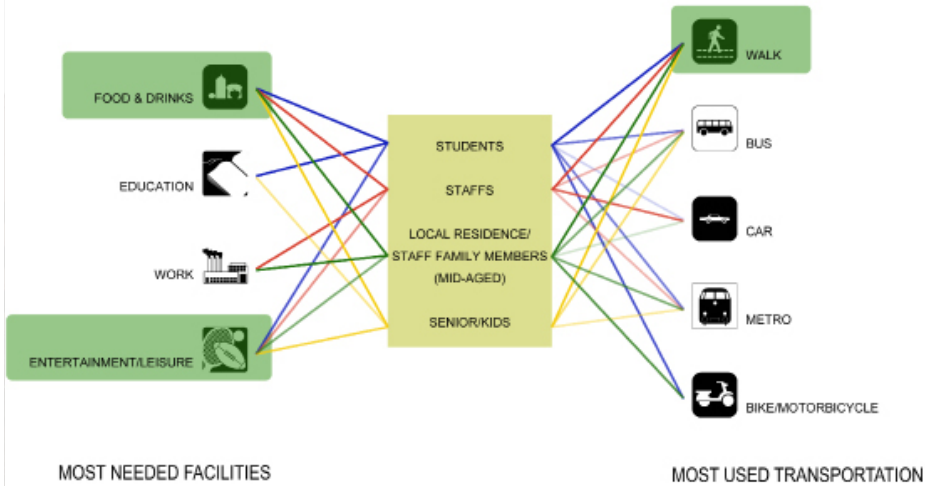 FOOD & DRINKS
EDUCATION
WORK
ENTERTAINMENT/LEISURE
MOST NEEDED FACILITIES
STUDENTS
STAFFS
LOCAL RESIDENCE/
STAFF FAMILY MEMBERS
(MID-AGED)
SENIOR/KIDS
WALK
BUS
CAR
METRO
BIKE/MOTORBICYCLE
MOST USED TRANSPORTATION